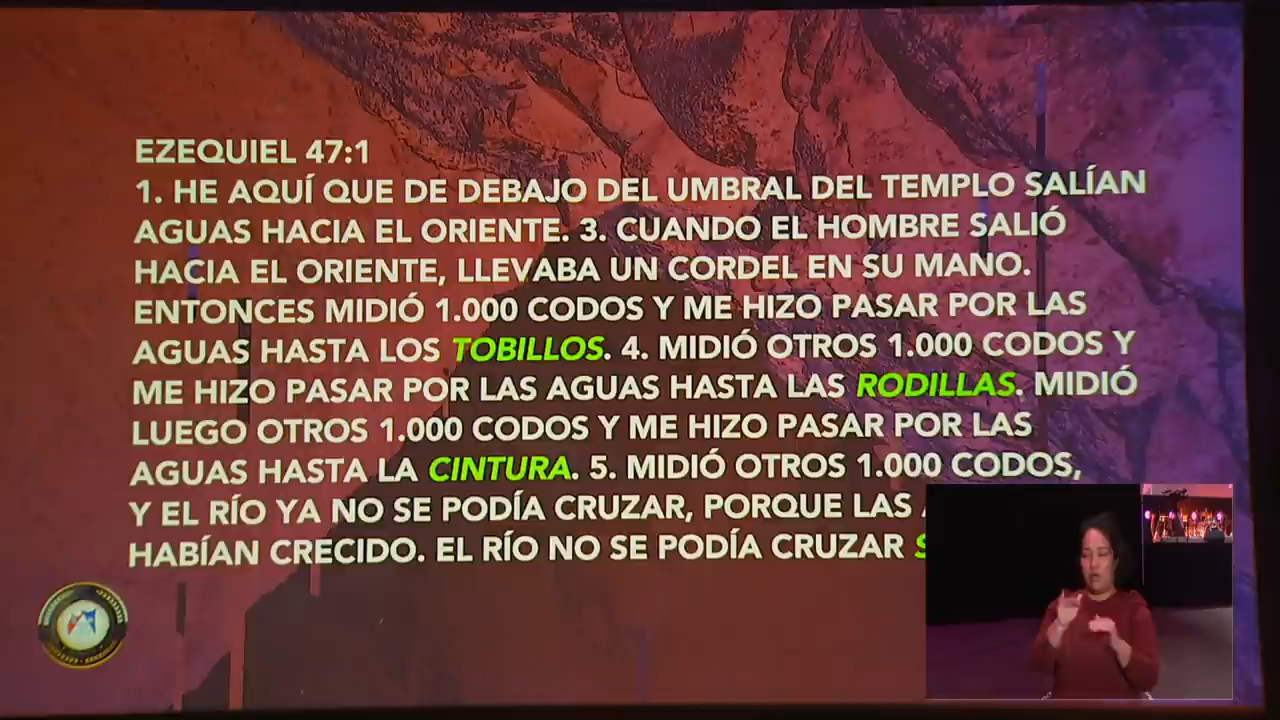 EZEQUIEL 47:1
1. HE AQUÍ QUE DE DEBAJO DEL UMBRAL DEL TEMPLO SALÍAN
AGUAS HACIA EL ORIENTE. 3. CUANDO EL HOMBRE SALIÓ
HACIA EL ORIENTE, LLEVABA UN CORDEL EN SU MANO.
ENTONCES MIDIÓ 1.000 CODOS Y ME HIZO PASAR POR LAS
AGUAS HASTA LOS TOBILLOS. 4. MIDIÓ OTROS 1.000 CODOS Y
ME HIZO PASAR POR LAS AGUAS HASTA LAS RODILLAS. MIDIÓ
LUEGO OTROS 1.000 CODOS Y ME HIZO PASAR POR LAS
AGUAS HASTA LA CINTURA. 5. MIDIÓ OTROS 1.000 CODOS,
Y EL RÍO YA NO SE PODÍA CRUZAR, PORQUE LAS
HABÍAN CRECIDO. EL RÍO NO SE PODÍA CRUZAR